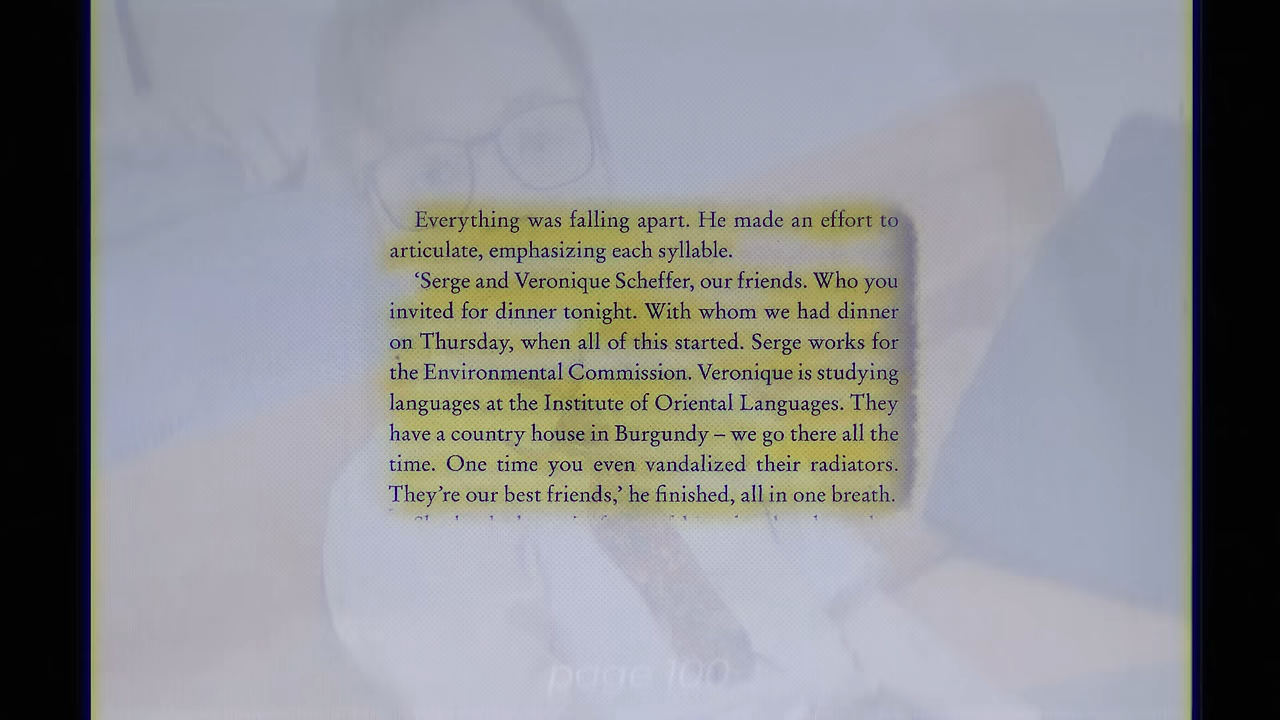 Everything was falling apart. He made an effort to
articulate, emphasizing each syllable.
‘Serge and Veronique Scheffer, our friends. Who you
invited for dinner tonight. With whom we had dinner
on Thursday, when all of this started. Serge works for
the Environmental Commission. Veronique is studying
languages at the Institute of Oriental Languages. They
have a country house in Burgundy – we go there all the
time. One time you even vandalized their radiators.
They’re our best friends,’ he finished, all in one breath.
page 100